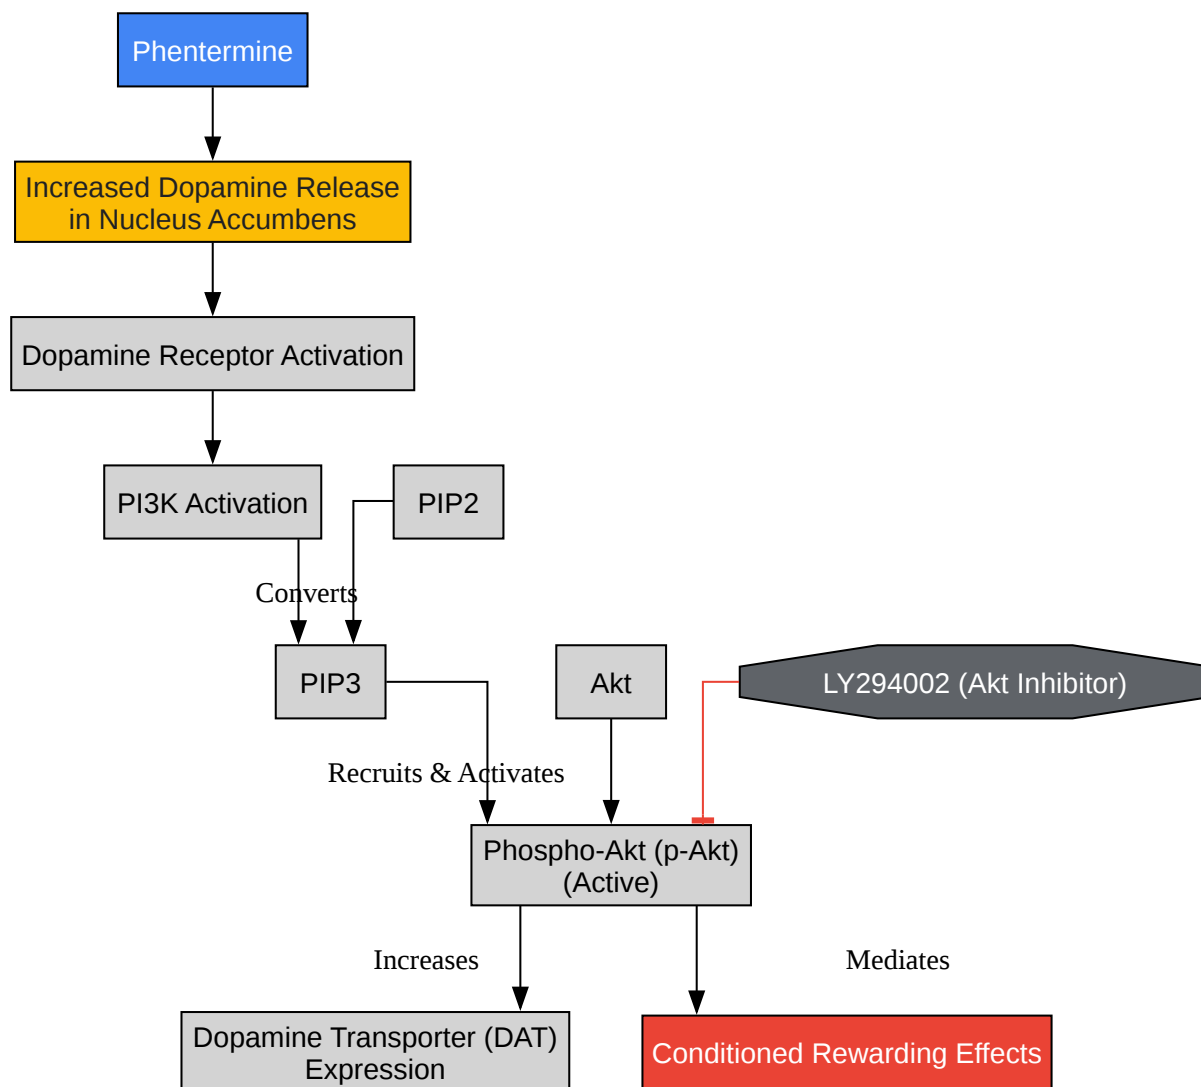 Phentermine
Increased Dopamine Release
in Nucleus Accumbens
Dopamine Receptor Activation
PI3K Activation
PIP2
Converts
PIP3
Akt
LY294002 (Akt Inhibitor)
Recruits & Activates
Phospho-Akt (p-Akt)
(Active)
Increases
Mediates
Dopamine Transporter (DAT)
Expression
Conditioned Rewarding Effects